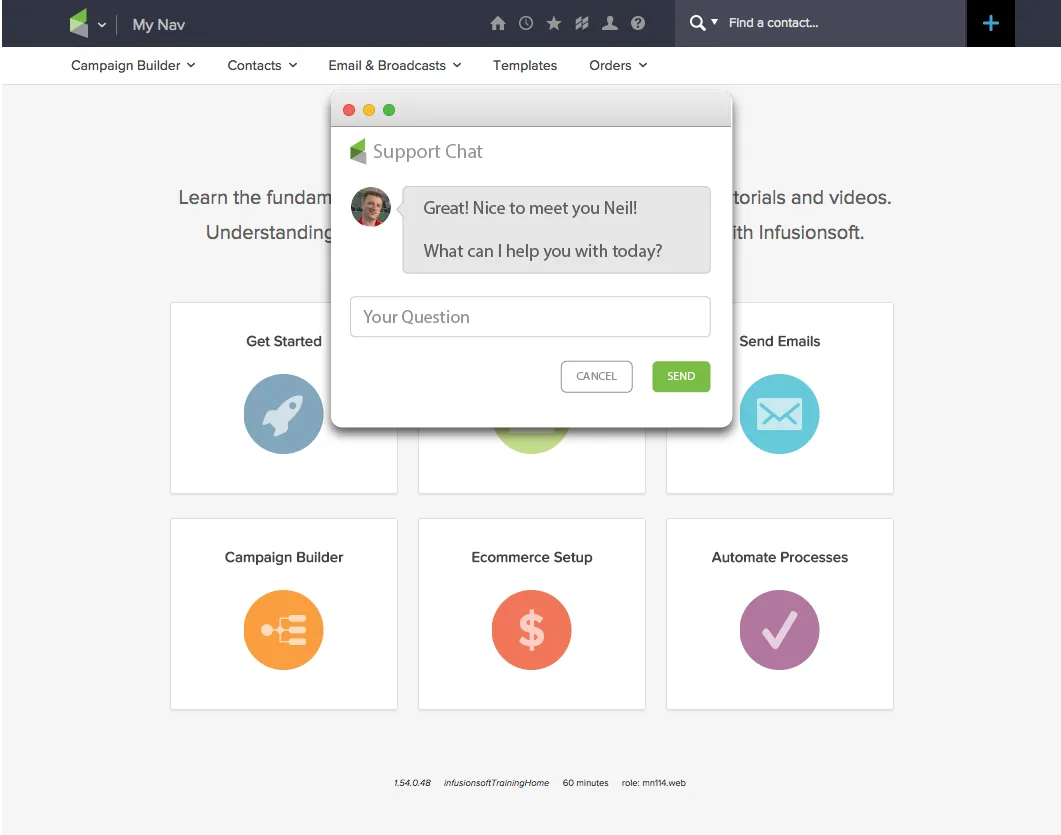 My Nav
Find a contact...
Campaign Builder
Contacts
Email & Broadcasts
Templates
Orders
Support Chat
Great! Nice to meet you Neil!
What can I help you with today?
Your Question
CANCEL
SEND
Learn the fundam
torials and videos.
Understanding
ith Infusionsoft.
Get Started
Send Emails
Campaign Builder
Ecommerce Setup
Automate Processes
1.54.0.48 infusionsoftTrainingHome 60 minutes role: mn114.web